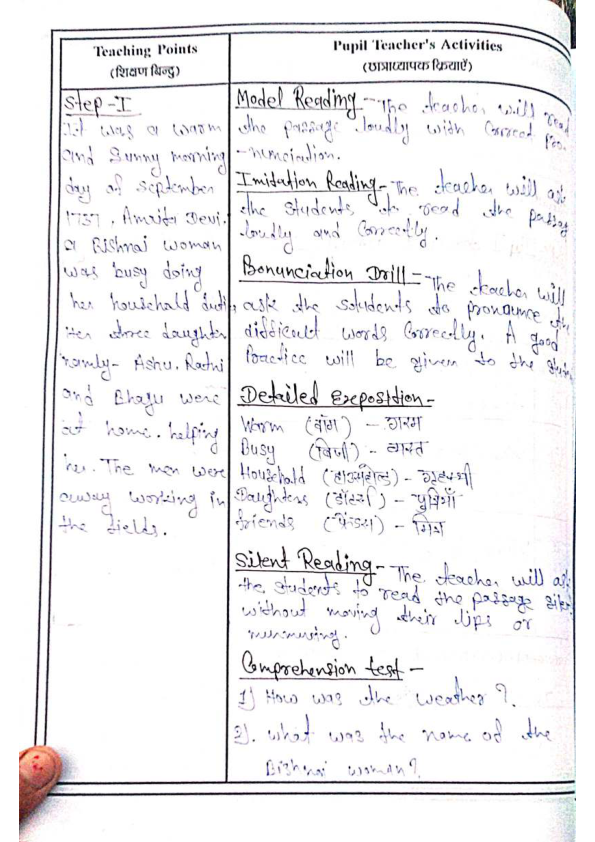 Teaching Points
(शिक्षण बिन्दु)
Step-I
It was a warm
and Sunny morning
day of September
1737, Amrita Devi.
a Bishnoi woman
was busy doing
her household duti
Her three daughter
namely- Ashu. Ratni
and Bhagu were
at home. helping
her. The men were
away working in
the fields.
Pupil Teacher's Activities
(छात्राध्यापक क्रियाएँ)
Model Reading - The teacher will read
the passage loudly with Correct Pro-
-nunciation.
Imitation Reading - The teacher will ask
the students to read the passag
loudly and Correctly.
Bonunciation Drill - The teacher will
ask the students to pronounce the
difficult words Correctly. A good
Practice will be given to the
Detailed Exposition -
Warm (वॉर्म) - गरम
Busy (बिजी) - व्यस्त
Household (हाउसहोल्ड) - गृहस्थी
Daughters (डॉटर्स) - पुत्रियाँ
friends (फ्रेंडस) - मित्र
Silent Reading - The teacher will ask
the students to read the passage
without moving their lips or
murmuring.
Comprehension test -
1) How was the weather ?.
2). what was the name of the
Bishnoi woman?